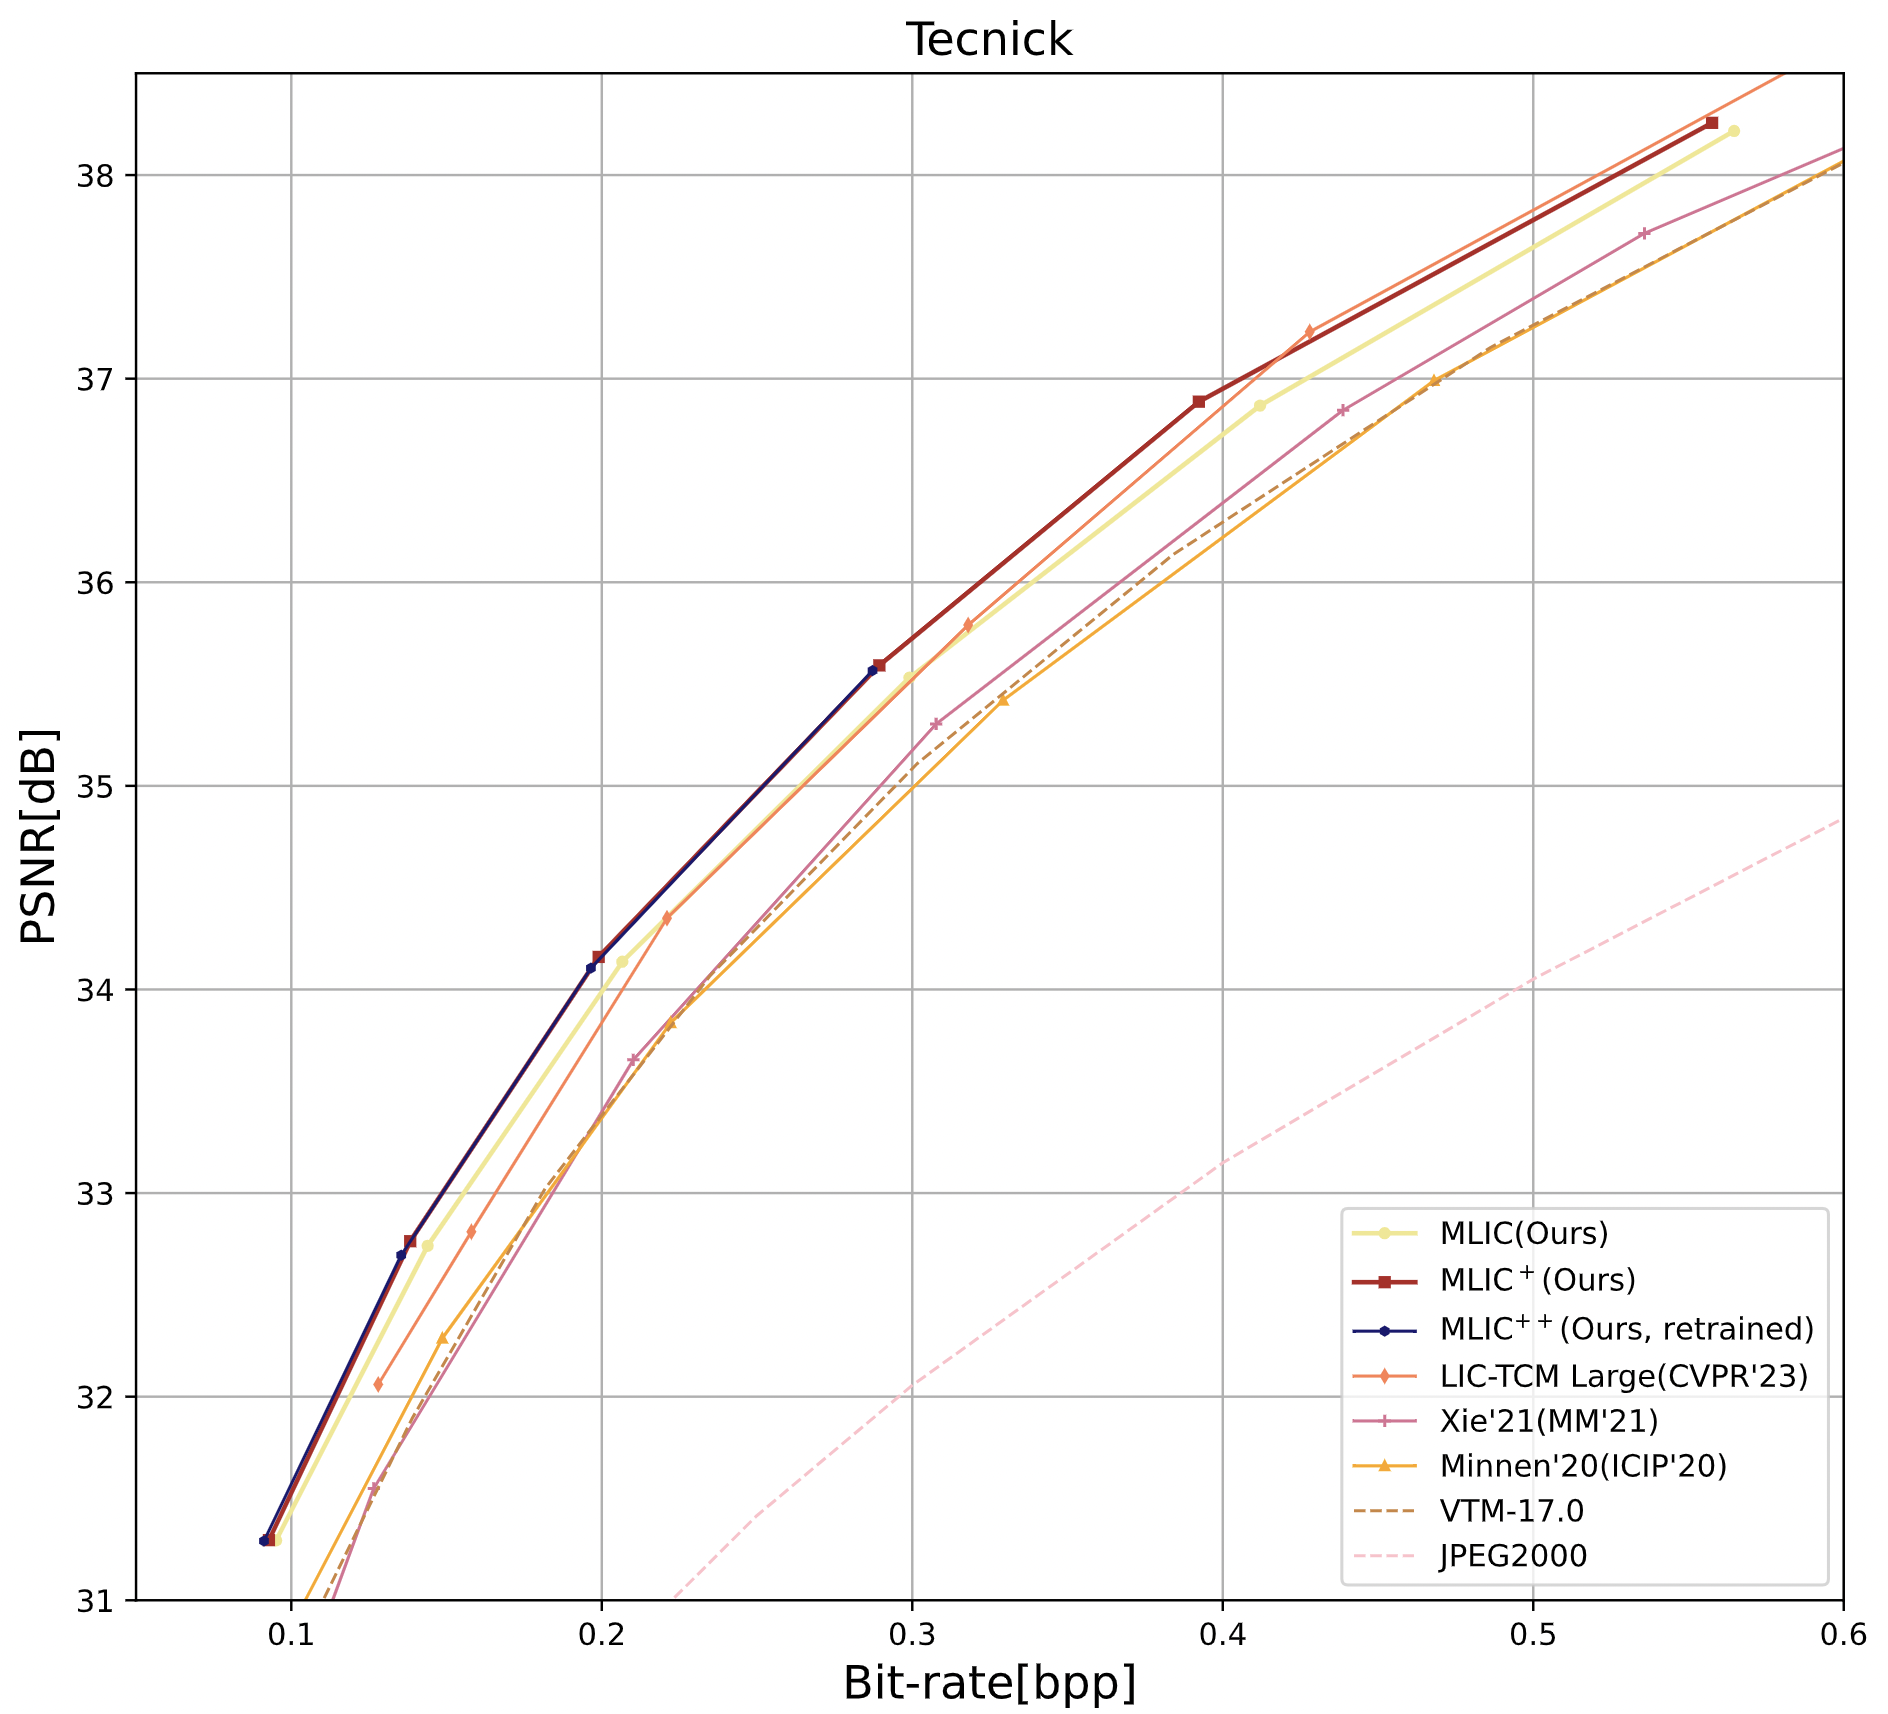 Tecnick
38
37
36
35
34
33
32
31
PSNR[dB]
MLIC(Ours)
MLIC⁺(Ours)
MLIC⁺⁺(Ours, retrained)
LIC-TCM Large(CVPR'23)
Xie'21(MM'21)
Minnen'20(ICIP'20)
VTM-17.0
JPEG2000
0.1 0.2 0.3 0.4 0.5 0.6
Bit-rate[bpp]